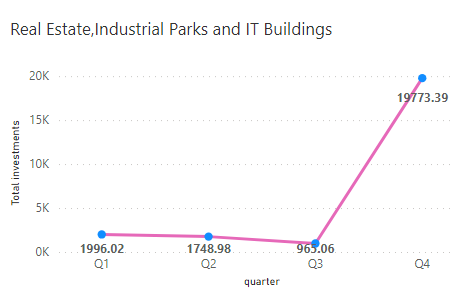 Real Estate,Industrial Parks and IT Buildings
20K
15K
10K
5K
0K
Total investments
1996.02
1748.98
963.06
19773.39
Q1
Q2
Q3
Q4
quarter